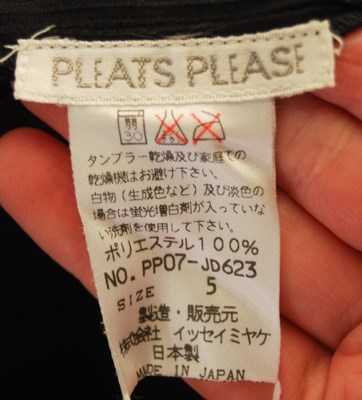 PLEATS PLEASE
弱
30
タンブラー乾燥及び家庭での
乾燥機はお避け下さい。
白物(生成色など)及び淡色の
場合は蛍光増白剤が入っていな
い洗剤を使用して下さい。
ポリエステル100%
NO. PP07-JD623
SIZE 5
製造・販売元
株式会社 イッセイミヤケ
日本製
MADE IN JAPAN